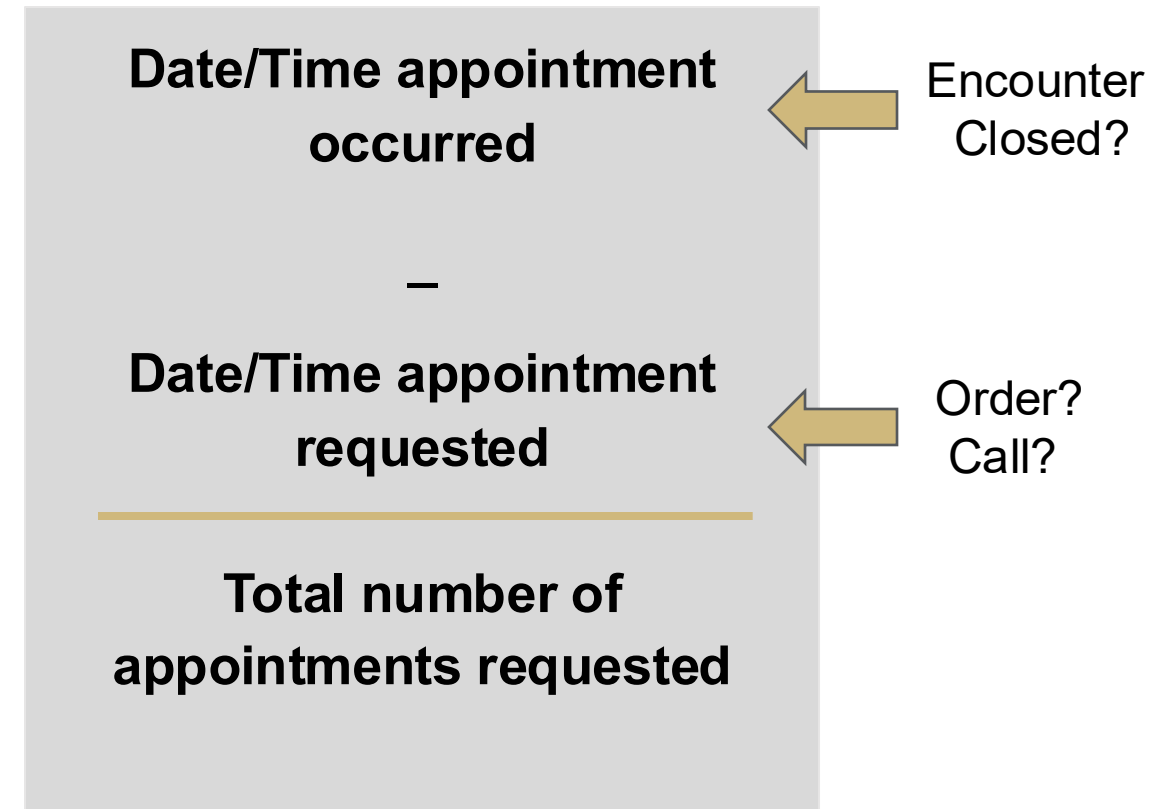 Date/Time appointment
occurred
Encounter
Closed?
–
Date/Time appointment
requested
Order?
Call?
Total number of
appointments requested